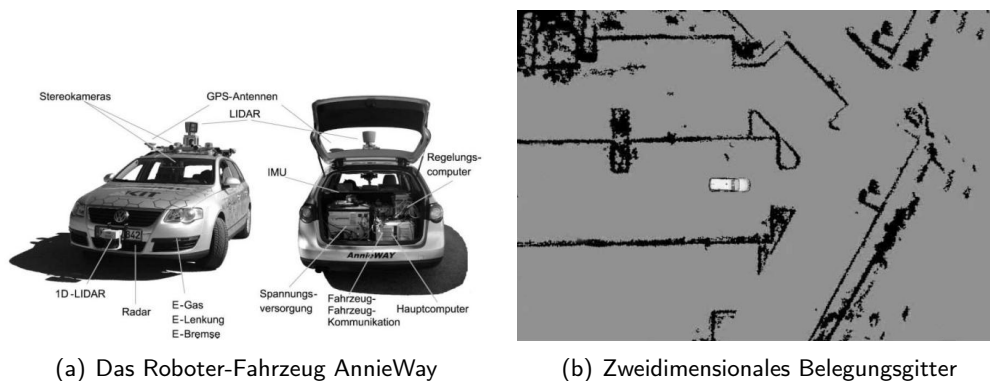 Stereokameras
GPS-Antennen
LIDAR
IMU
Regelungs-
computer
KIT
1D-LIDAR
Radar
E-Gas
E-Lenkung
E-Bremse
AnnieWAY
Spannungs-
versorgung
Fahrzeug-
Fahrzeug-
Kommunikation
Hauptcomputer
(a) Das Roboter-Fahrzeug AnnieWay
(b) Zweidimensionales Belegungsgitter